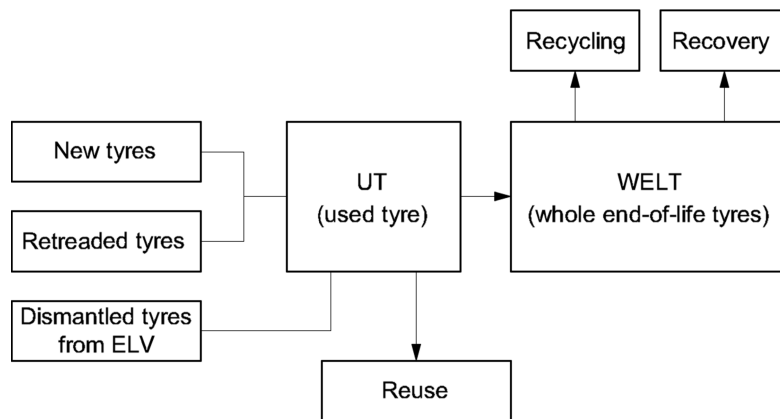 Recycling
Recovery
New tyres
UT
(used tyre)
WELT
(whole end-of-life tyres)
Retreaded tyres
Dismantled tyres
from ELV
Reuse